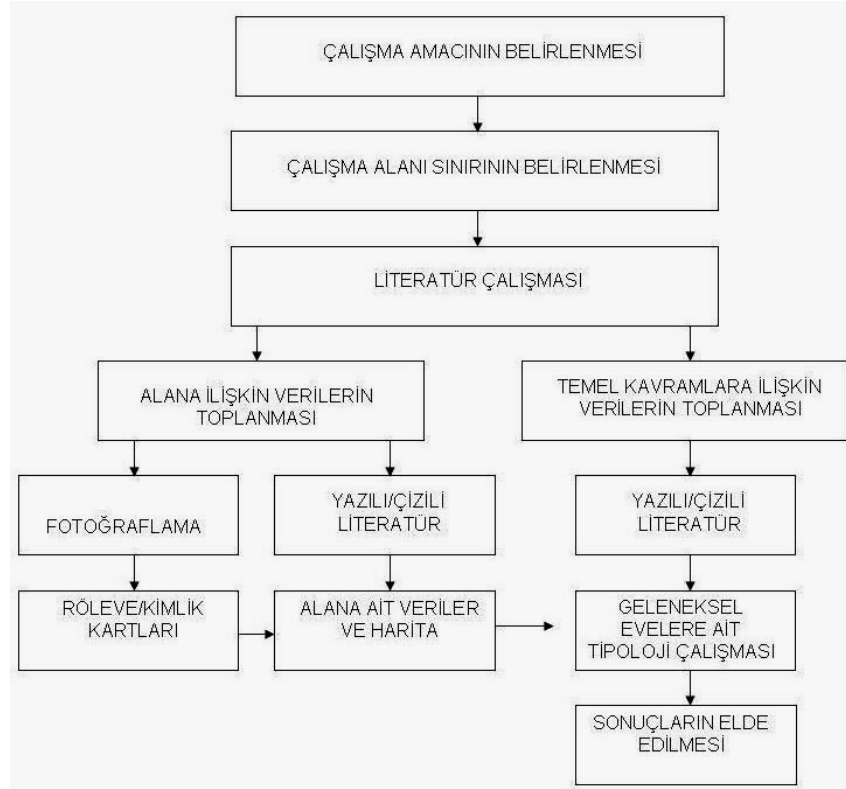 ÇALIŞMA AMACININ BELİRLENMESİ
ÇALIŞMA ALANI SINIRININ BELİRLENMESİ
LİTERATÜR ÇALIŞMASI
ALANA İLİŞKİN VERİLERİN
TOPLANMASI
TEMEL KAVRAMLARA İLİŞKİN
VERİLERİN TOPLANMASI
FOTOĞRAFLAMA
YAZILI/ÇİZİLİ
LİTERATÜR
YAZILI/ÇİZİLİ
LİTERATÜR
RÖLEVE/KİMLİK
KARTLARI
ALANA AİT VERİLER
VE HARİTA
GELENEKSEL
EVELERE AİT
TİPOLOJİ ÇALIŞMASI
SONUÇLARIN ELDE
EDİLMESİ